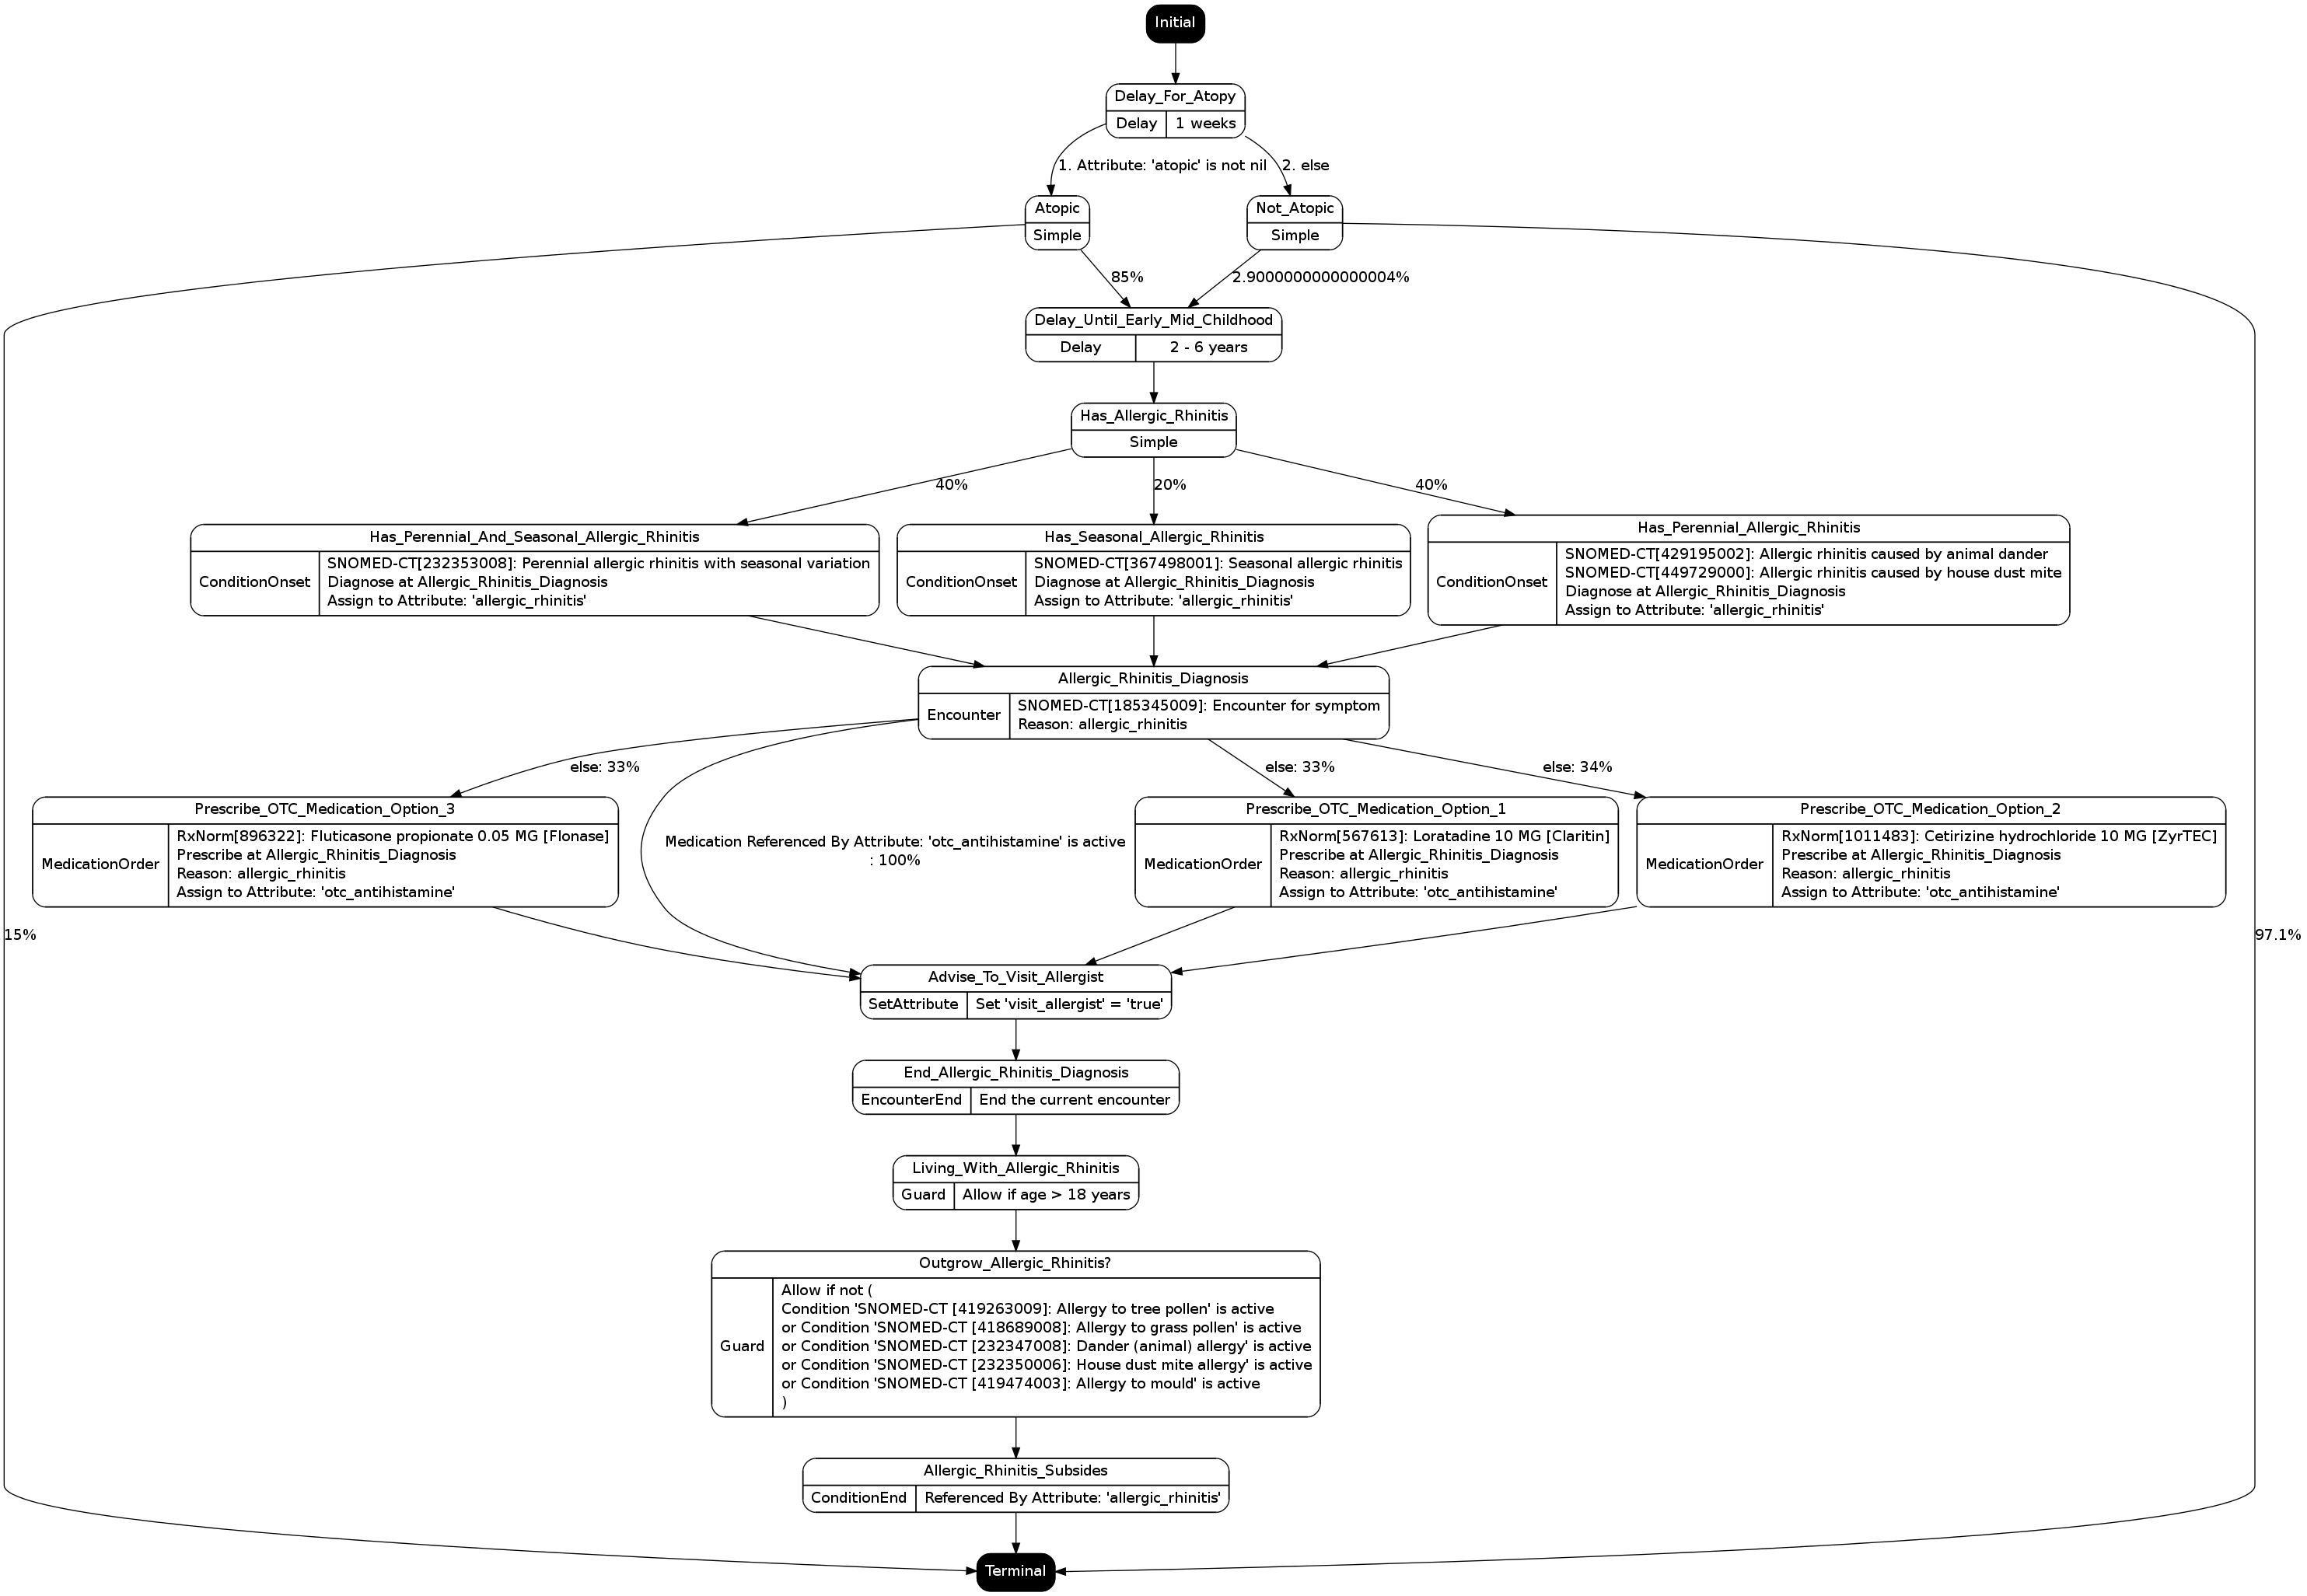 Initial
Delay_For_Atopy
Delay
1 weeks
1. Attribute: 'atopic' is not nil
2. else
Atopic
Simple
Not_Atopic
Simple
85%
2.9000000000000004%
Delay_Until_Early_Mid_Childhood
Delay
2 - 6 years
Has_Allergic_Rhinitis
Simple
40%
20%
40%
Has_Perennial_And_Seasonal_Allergic_Rhinitis
ConditionOnset
SNOMED-CT[232353008]: Perennial allergic rhinitis with seasonal variation
Diagnose at Allergic_Rhinitis_Diagnosis
Assign to Attribute: 'allergic_rhinitis'
Has_Seasonal_Allergic_Rhinitis
ConditionOnset
SNOMED-CT[367498001]: Seasonal allergic rhinitis
Diagnose at Allergic_Rhinitis_Diagnosis
Assign to Attribute: 'allergic_rhinitis'
Has_Perennial_Allergic_Rhinitis
ConditionOnset
SNOMED-CT[429195002]: Allergic rhinitis caused by animal dander
SNOMED-CT[449729000]: Allergic rhinitis caused by house dust mite
Diagnose at Allergic_Rhinitis_Diagnosis
Assign to Attribute: 'allergic_rhinitis'
Allergic_Rhinitis_Diagnosis
Encounter
SNOMED-CT[185345009]: Encounter for symptom
Reason: allergic_rhinitis
else: 33%
else: 33%
else: 34%
Prescribe_OTC_Medication_Option_3
MedicationOrder
RxNorm[896322]: Fluticasone propionate 0.05 MG [Flonase]
Prescribe at Allergic_Rhinitis_Diagnosis
Reason: allergic_rhinitis
Assign to Attribute: 'otc_antihistamine'
Medication Referenced By Attribute: 'otc_antihistamine' is active
: 100%
Prescribe_OTC_Medication_Option_1
MedicationOrder
RxNorm[567613]: Loratadine 10 MG [Claritin]
Prescribe at Allergic_Rhinitis_Diagnosis
Reason: allergic_rhinitis
Assign to Attribute: 'otc_antihistamine'
Prescribe_OTC_Medication_Option_2
MedicationOrder
RxNorm[1011483]: Cetirizine hydrochloride 10 MG [ZyrTEC]
Prescribe at Allergic_Rhinitis_Diagnosis
Reason: allergic_rhinitis
Assign to Attribute: 'otc_antihistamine'
15%
97.1%
Advise_To_Visit_Allergist
SetAttribute
Set 'visit_allergist' = 'true'
End_Allergic_Rhinitis_Diagnosis
EncounterEnd
End the current encounter
Living_With_Allergic_Rhinitis
Guard
Allow if age > 18 years
Outgrow_Allergic_Rhinitis?
Guard
Allow if not (
Condition 'SNOMED-CT [419263009]: Allergy to tree pollen' is active
or Condition 'SNOMED-CT [418689008]: Allergy to grass pollen' is active
or Condition 'SNOMED-CT [232347008]: Dander (animal) allergy' is active
or Condition 'SNOMED-CT [232350006]: House dust mite allergy' is active
or Condition 'SNOMED-CT [419474003]: Allergy to mould' is active
)
Allergic_Rhinitis_Subsides
ConditionEnd
Referenced By Attribute: 'allergic_rhinitis'
Terminal